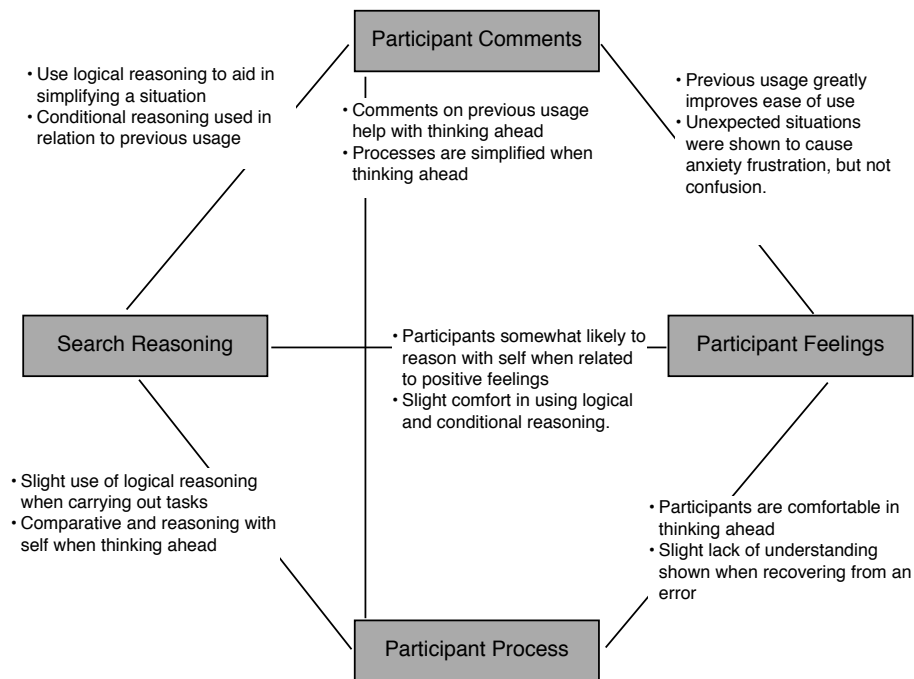 Participant Comments
• Use logical reasoning to aid in
simplifying a situation
• Conditional reasoning used in
relation to previous usage
• Comments on previous usage
help with thinking ahead
• Processes are simplified when
thinking ahead
• Previous usage greatly
improves ease of use
• Unexpected situations
were shown to cause
anxiety frustration, but not
confusion.
Search Reasoning
• Participants somewhat likely to
reason with self when related
to positive feelings
• Slight comfort in using logical
and conditional reasoning.
Participant Feelings
• Slight use of logical reasoning
when carrying out tasks
• Comparative and reasoning with
self when thinking ahead
• Participants are comfortable in
thinking ahead
• Slight lack of understanding
shown when recovering from an
error
Participant Process